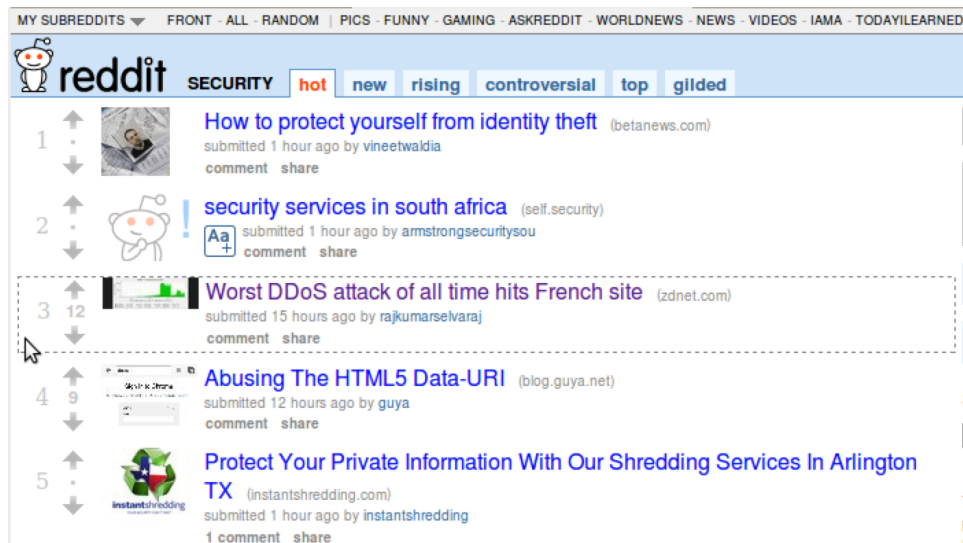 MY SUBREDDITS FRONT - ALL - RANDOM | PICS - FUNNY - GAMING - ASKREDDIT - WORLDNEWS - NEWS - VIDEOS - IAMA - TODAYILEARNED
reddit SECURITY hot new rising controversial top gilded
1 How to protect yourself from identity theft (betanews.com)
submitted 1 hour ago by vineetwaldia
comment share
2 security services in south africa (self.security)
Aa+ submitted 1 hour ago by armstrongsecuritysou
comment share
3 12 Worst DDoS attack of all time hits French site (zdnet.com)
submitted 15 hours ago by rajkumarselvaraj
comment share
4 9 Abusing The HTML5 Data-URI (blog.guya.net)
Sign in to Chrome
submitted 12 hours ago by guya
comment share
5 Protect Your Private Information With Our Shredding Services In Arlington
TX (instantshredding.com)
instantshredding
submitted 1 hour ago by instantshredding
1 comment share